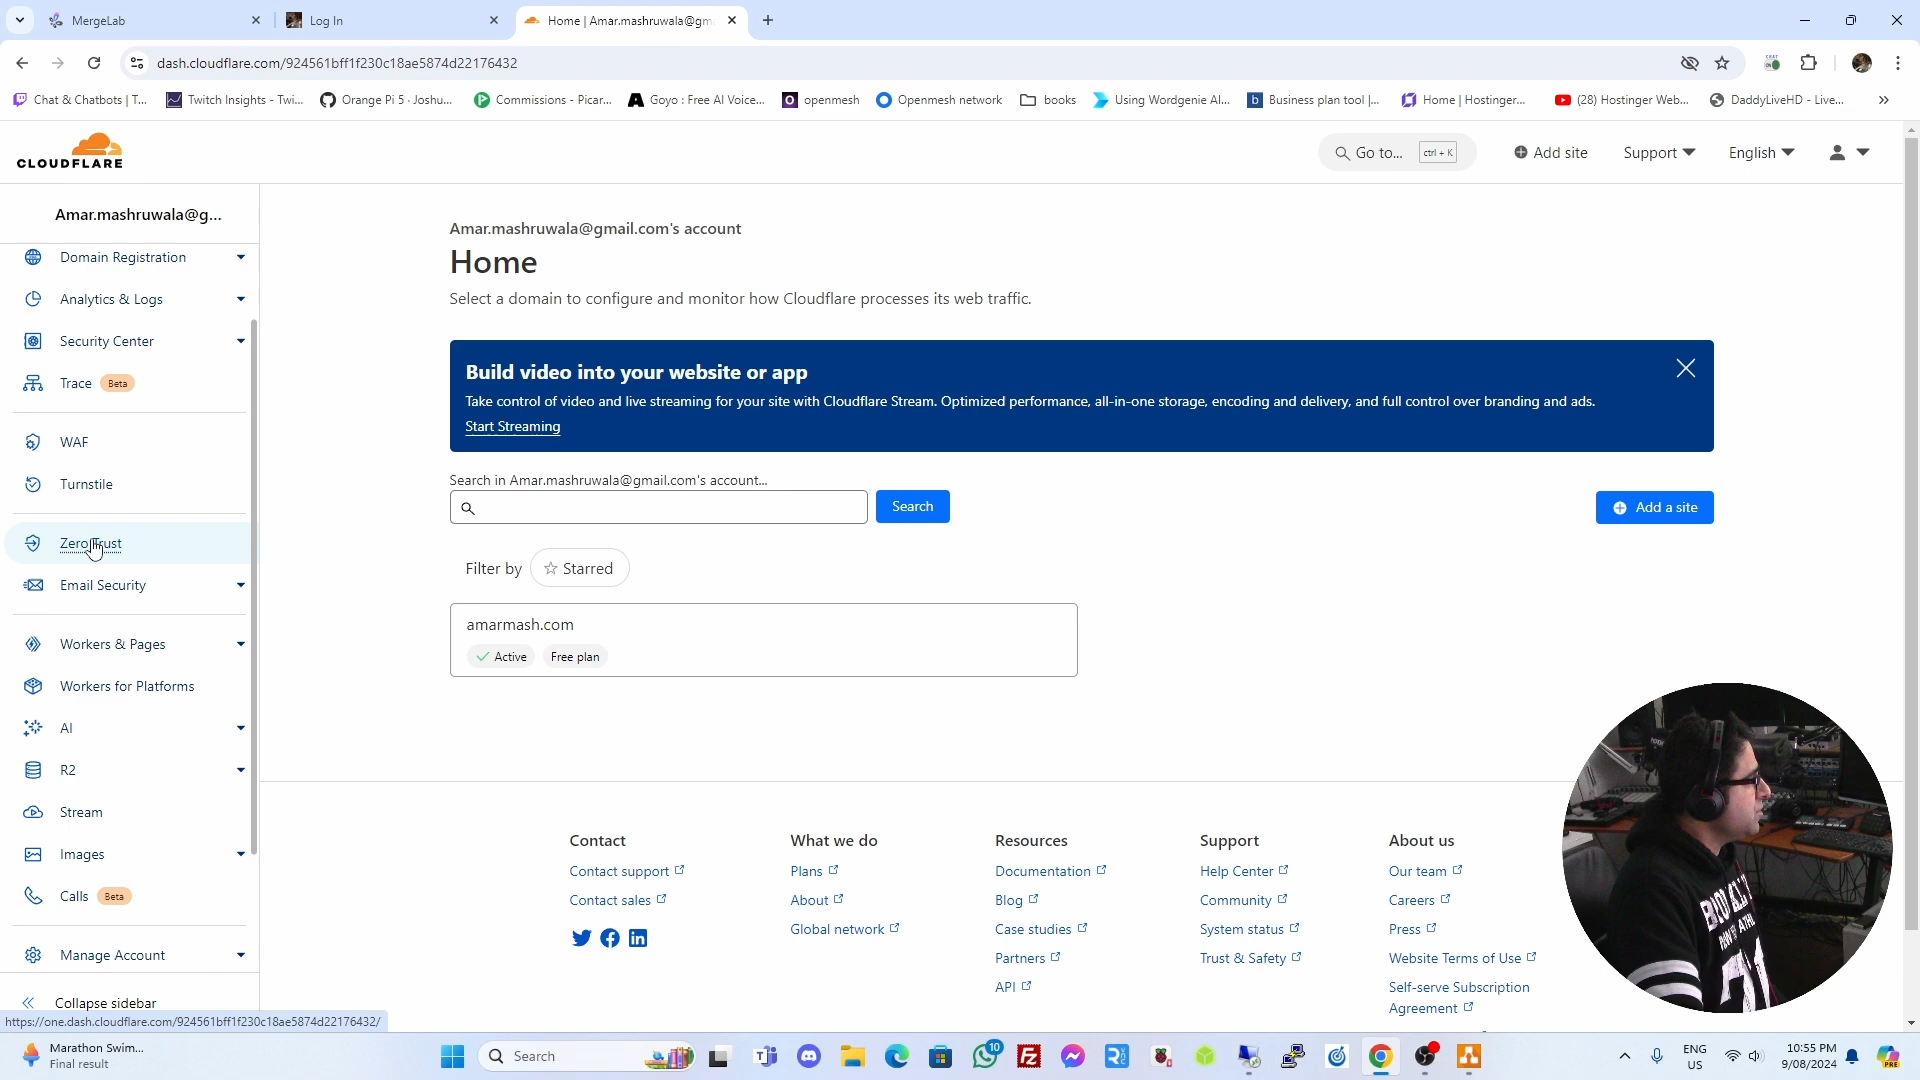 MergeLab
Log In
Home | Amar.mashruwala@gm
dash.cloudflare.com/924561bff1f230c18ae5874d22176432
Chat & Chatbots | T...
Twitch Insights - Twi...
Orange Pi 5 · Joshu...
Commissions - Picar...
Goyo : Free AI Voice...
openmesh
Openmesh network
books
Using Wordgenie AI...
Business plan tool |...
Home | Hostinger...
(28) Hostinger Web...
DaddyLiveHD - Live...
CLOUDFLARE
Go to... ctrl + K
Add site
Support
English
Amar.mashruwala@g...
Domain Registration
Analytics & Logs
Security Center
Trace Beta
WAF
Turnstile
Zero Trust
Email Security
Workers & Pages
Workers for Platforms
AI
R2
Stream
Images
Calls Beta
Manage Account
Collapse sidebar
https://one.dash.cloudflare.com/924561bff1f230c18ae5874d22176432/
Amar.mashruwala@gmail.com's account
Home
Select a domain to configure and monitor how Cloudflare processes its web traffic.
Build video into your website or app
Take control of video and live streaming for your site with Cloudflare Stream. Optimized performance, all-in-one storage, encoding and delivery, and full control over branding and ads.
Start Streaming
Search in Amar.mashruwala@gmail.com's account...
Search
Add a site
Filter by
Starred
amarmash.com
Active
Free plan
Contact
Contact support
Contact sales
What we do
Plans
About
Global network
Resources
Documentation
Blog
Case studies
Partners
API
Support
Help Center
Community
System status
Trust & Safety
About us
Our team
Careers
Press
Website Terms of Use
Self-serve Subscription
Agreement
Marathon Swim...
Final result
Search
10
ENG
US
10:55 PM
9/08/2024
PRE